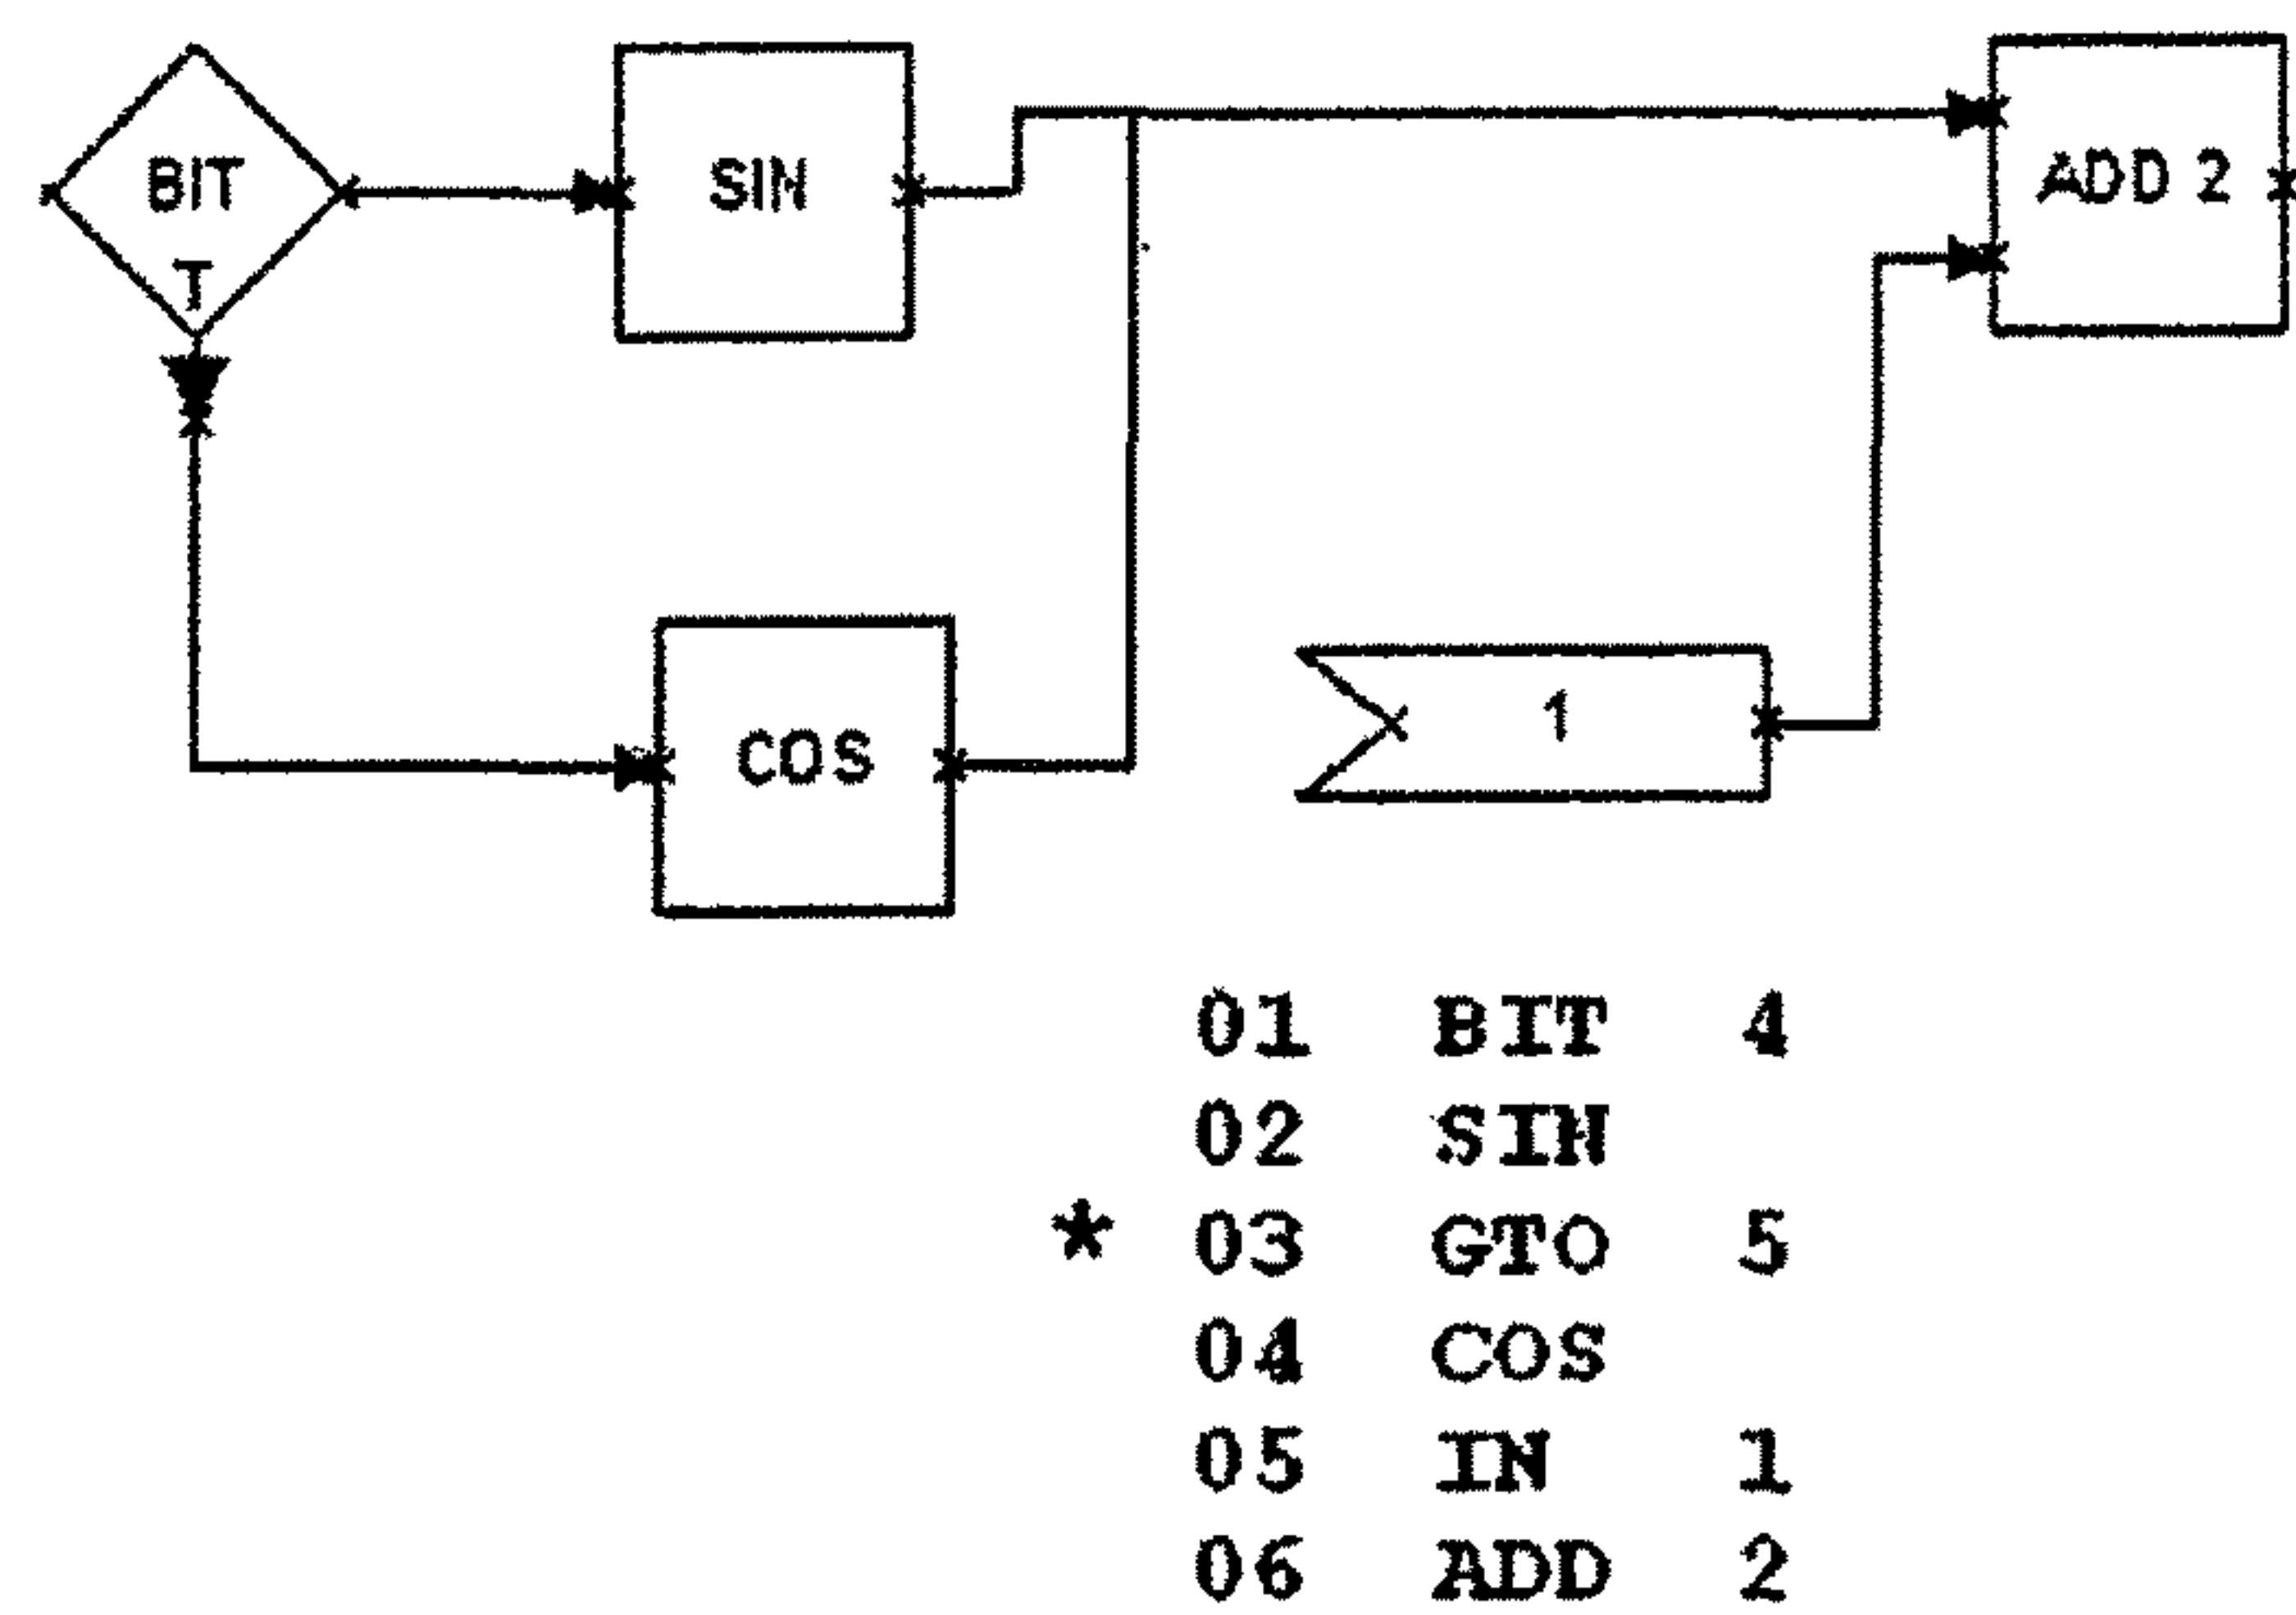 BIT
T
SIN
ADD 2
COS
1
01 BIT 4
02 SIN
* 03 GTO 5
04 COS
05 IN 1
06 ADD 2